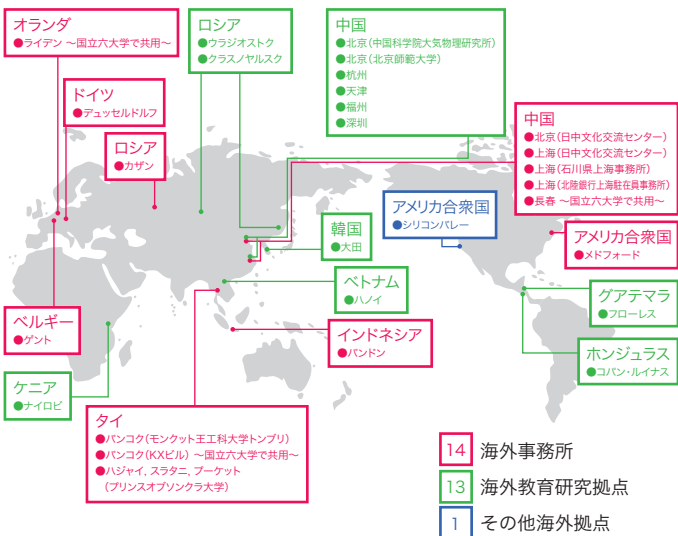 オランダ
●ライデン ～国立六大学で共用～
ロシア
●ウラジオストク
●クラスノヤルスク
中国
●北京(中国科学院大気物理研究所)
●北京(北京師範大学)
●杭州
●天津
●福州
●深圳
ドイツ
●デュッセルドルフ
ロシア
●カザン
中国
●北京(日中文化交流センター)
●上海(日中文化交流センター)
●上海(石川県上海事務所)
●上海(北陸銀行上海駐在員事務所)
●長春 ～国立六大学で共用～
アメリカ合衆国
●シリコンバレー
韓国
●大田
アメリカ合衆国
●メドフォード
ベトナム
●ハノイ
グアテマラ
●フローレス
ベルギー
●ゲント
インドネシア
●バンドン
ホンジュラス
●コパン・ルイナス
ケニア
●ナイロビ
タイ
●バンコク(モンクット王工科大学トンブリ)
●バンコク(KXビル) ～国立六大学で共用～
●ハジャイ, スラタニ, プーケット
(プリンスオブソンクラ大学)
14 海外事務所
13 海外教育研究拠点
1 その他海外拠点